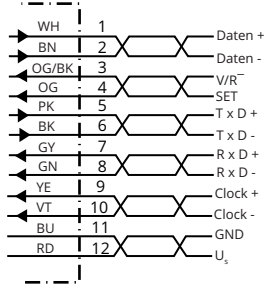 WH 1 Daten +
BN 2 Daten -
OG/BK 3 V/R‾
OG 4 SET
PK 5 T x D +
BK 6 T x D -
GY 7 R x D +
GN 8 R x D -
YE 9 Clock +
VT 10 Clock -
BU 11 GND
RD 12 Us